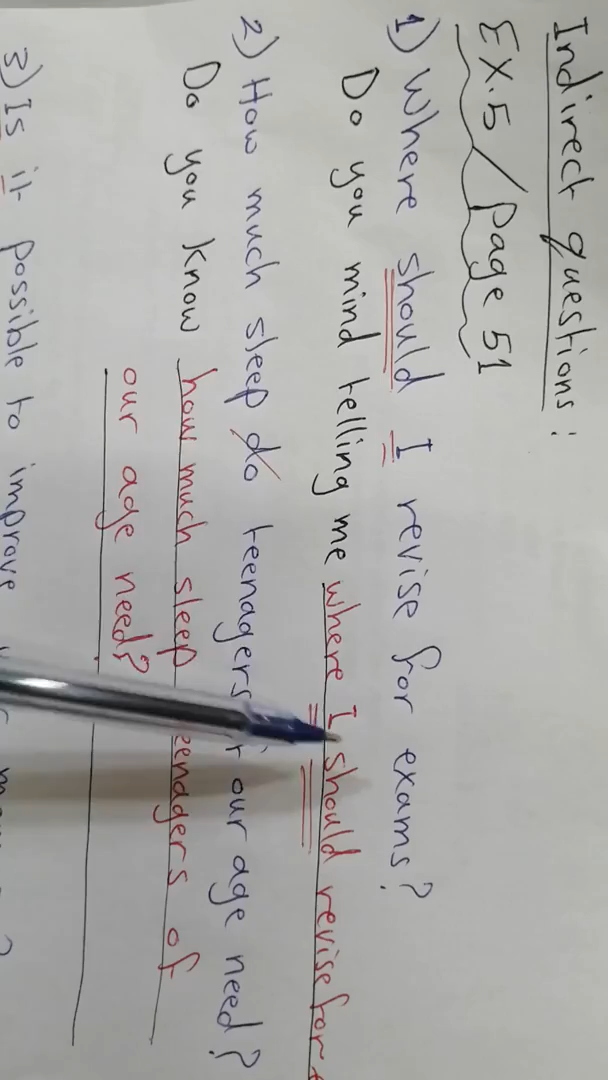 Indirect questions:
Ex.5/Page 51
1) Where should I revise for exams?
Do you mind telling me where I should revise for
2) How much sleep do teenagers our age need?
Do you know how much sleep teenagers of
our age need?
3) Is it possible to improve